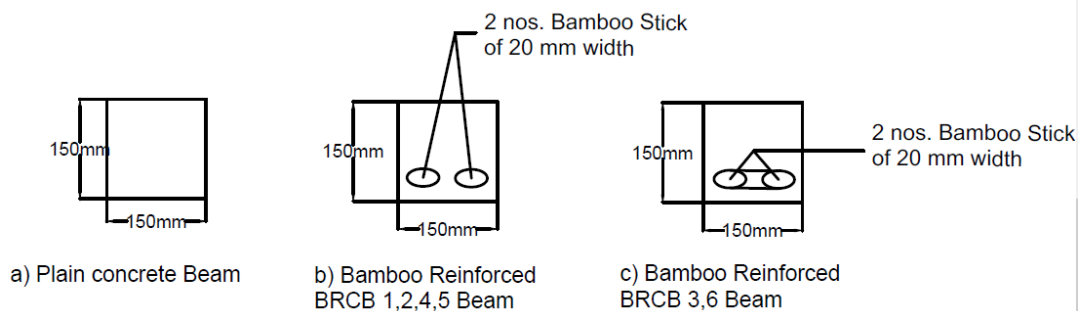 2 nos. Bamboo Stick
of 20 mm width
150mm
150mm
150mm
2 nos. Bamboo Stick
of 20 mm width
150mm
150mm
150mm
a) Plain concrete Beam
b) Bamboo Reinforced
BRCB 1,2,4,5 Beam
c) Bamboo Reinforced
BRCB 3,6 Beam